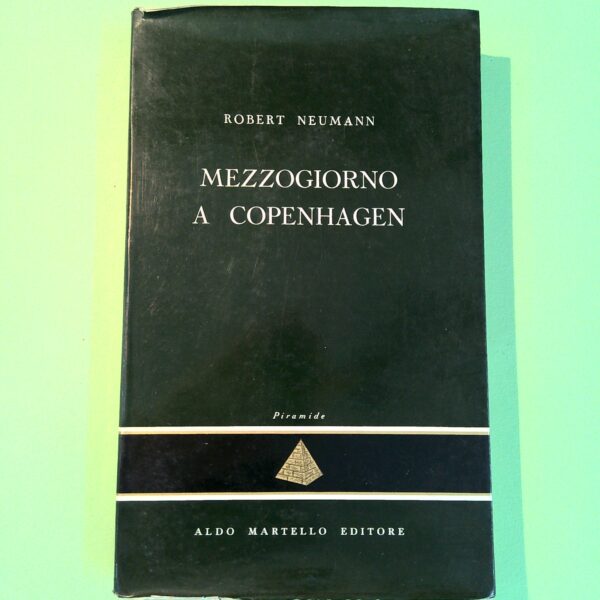 ROBERT NEUMANN
MEZZOGIORNO
A COPENHAGEN
Piramide
ALDO MARTELLO EDITORE